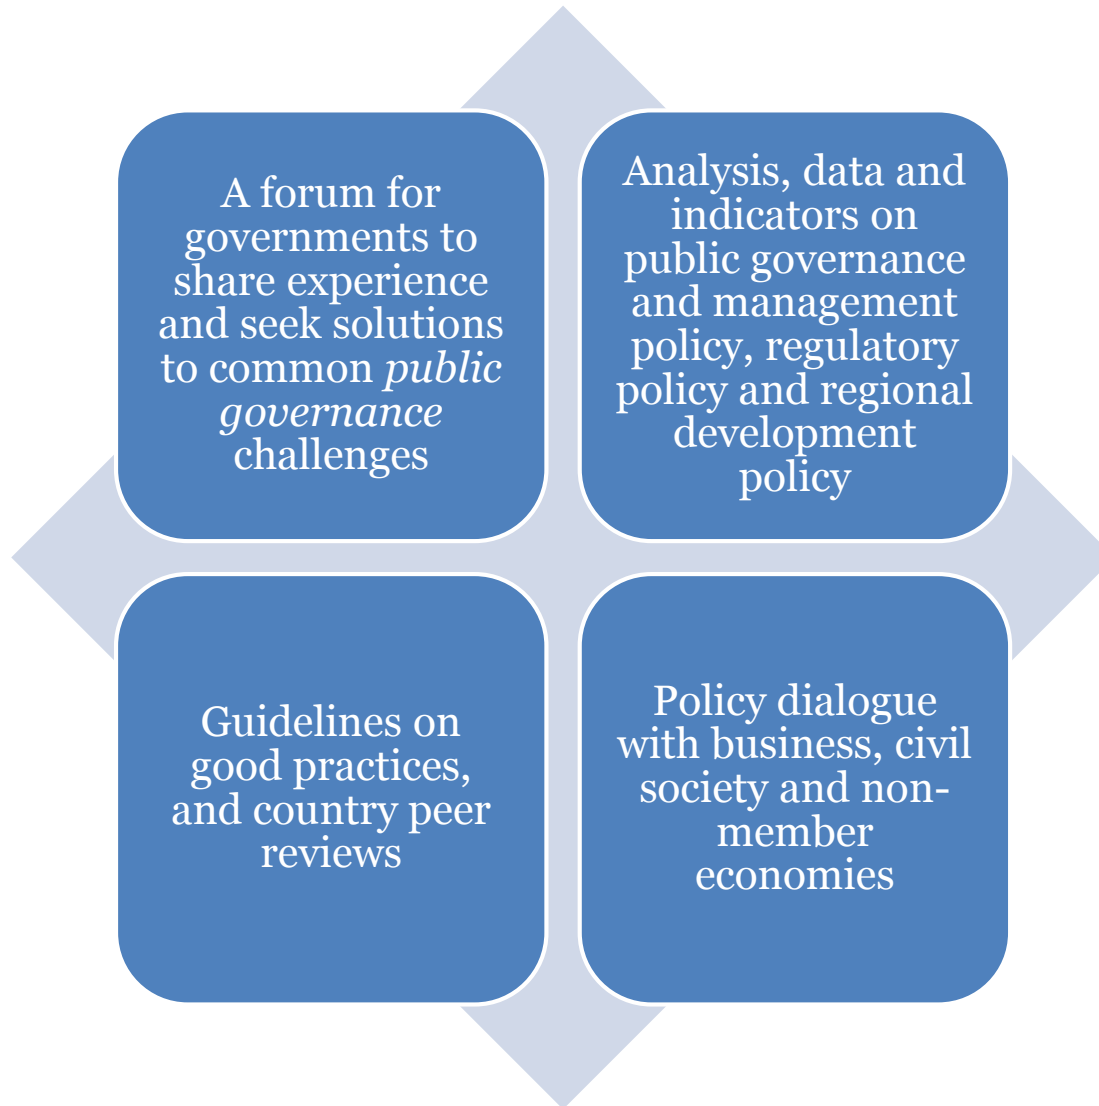 A forum for
governments to
share experience
and seek solutions
to common public
governance
challenges
Analysis, data and
indicators on
public governance
and management
policy, regulatory
policy and regional
development
policy
Guidelines on
good practices,
and country peer
reviews
Policy dialogue
with business, civil
society and non-
member
economies